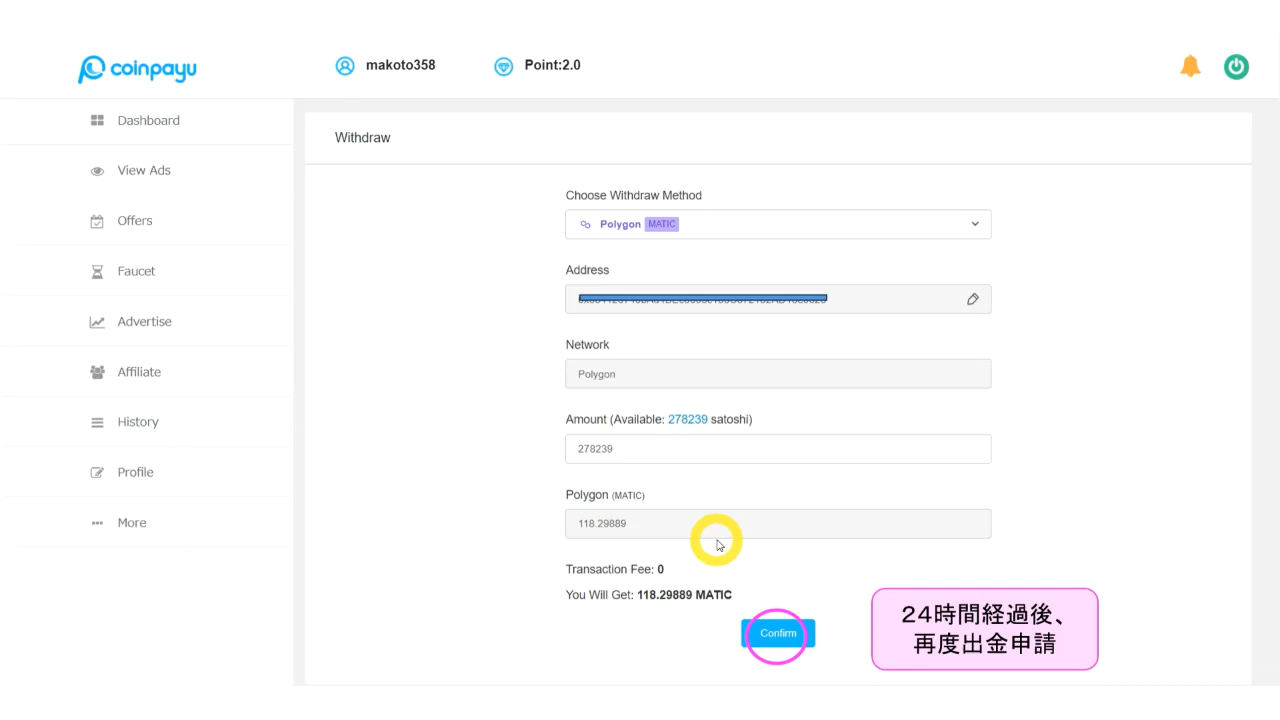 coinpayu
makoto358
Point:2.0
Dashboard
View Ads
Offers
Faucet
Advertise
Affiliate
History
Profile
More
Withdraw
Choose Withdraw Method
Polygon MATIC
Address
Network
Polygon
Amount (Available: 278239 satoshi)
278239
Polygon (MATIC)
118.29889
Transaction Fee: 0
You Will Get: 118.29889 MATIC
Confirm
24時間経過後、
再度出金申請